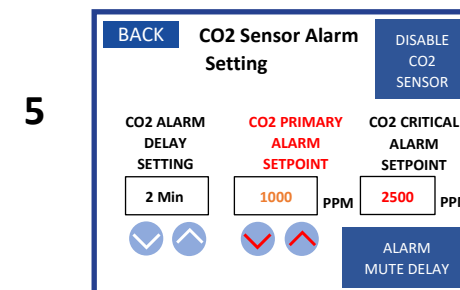 BACK
CO2 Sensor Alarm
Setting
DISABLE
CO2
SENSOR
5
CO2 ALARM
DELAY
SETTING
CO2 PRIMARY
ALARM
SETPOINT
CO2 CRITICAL
ALARM
SETPOINT
2 Min
1000
PPM
2500
ALARM
MUTE DELAY